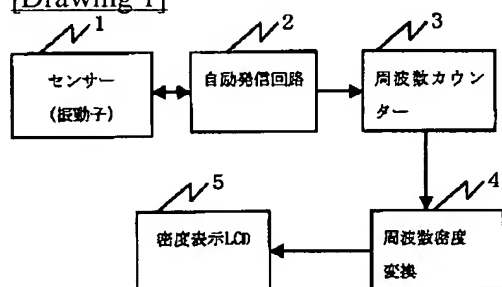 [Drawing 1]
1
センサー
(振動子)
2
自励発信回路
3
周波数カウン
ター
4
周波数密度
変換
5
密度表示LCD